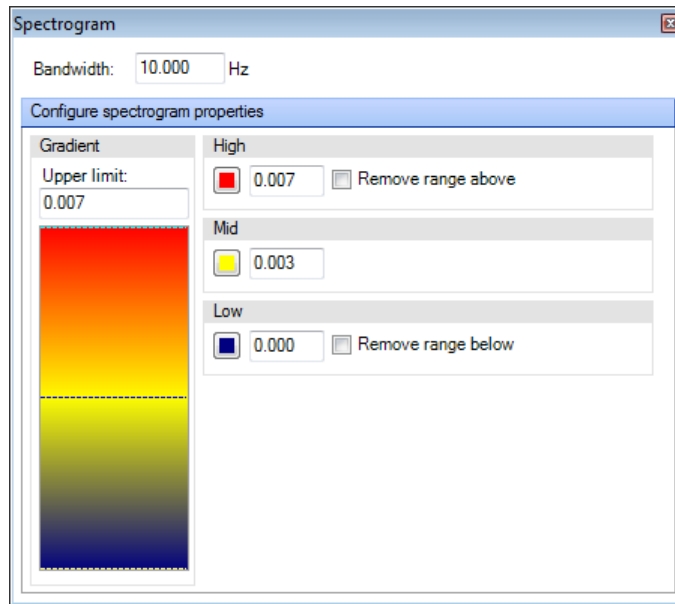 Spectrogram
Bandwidth: 10.000 Hz
Configure spectrogram properties
Gradient
Upper limit:
0.007
High
0.007 Remove range above
Mid
0.003
Low
0.000 Remove range below